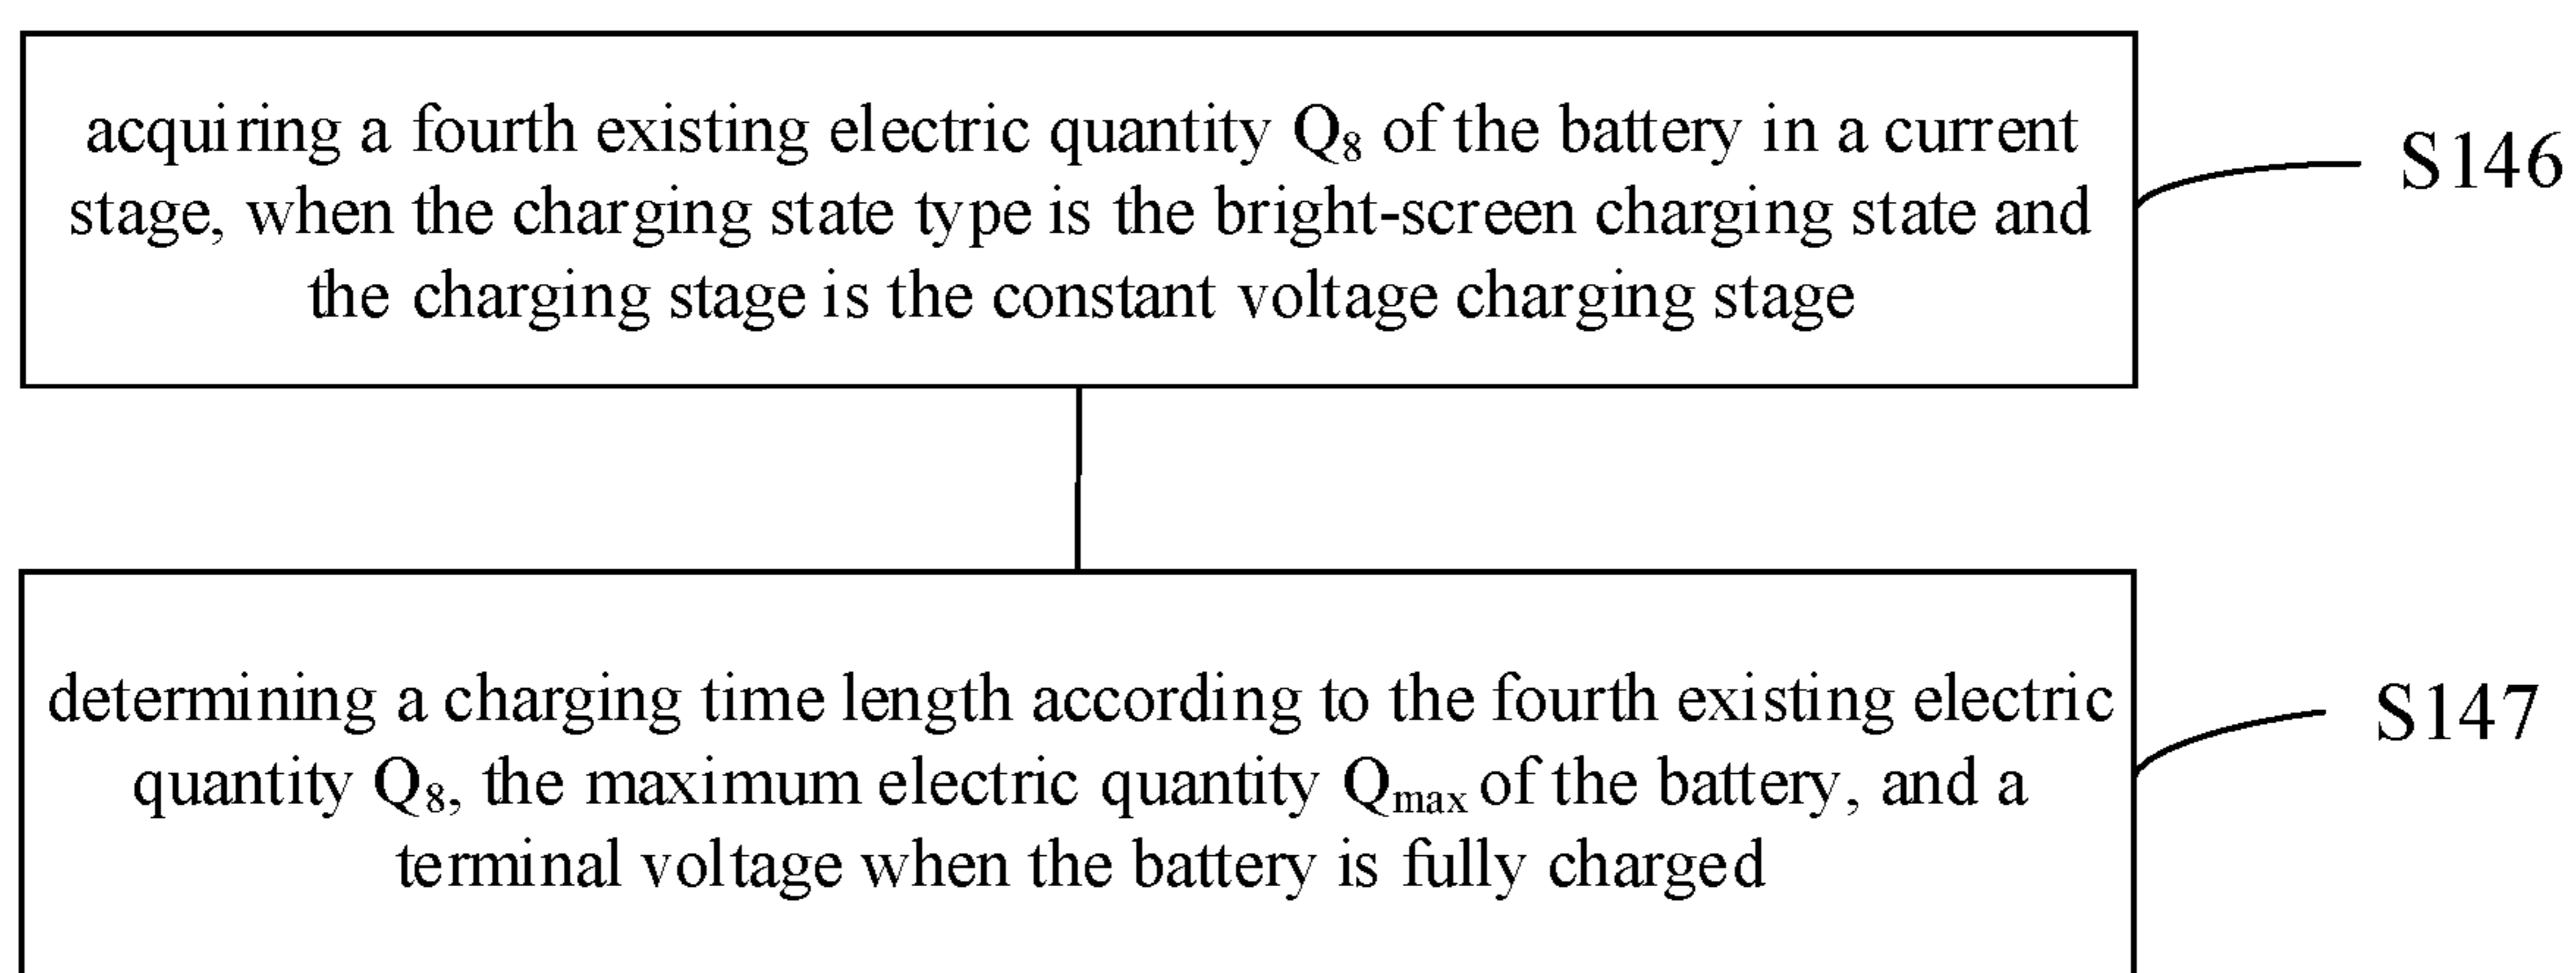 acquiring a fourth existing electric quantity Q₈ of the battery in a current
stage, when the charging state type is the bright-screen charging state and
the charging stage is the constant voltage charging stage
S146
determining a charging time length according to the fourth existing electric
quantity Q₈, the maximum electric quantity Qmax of the battery, and a
terminal voltage when the battery is fully charged
S147